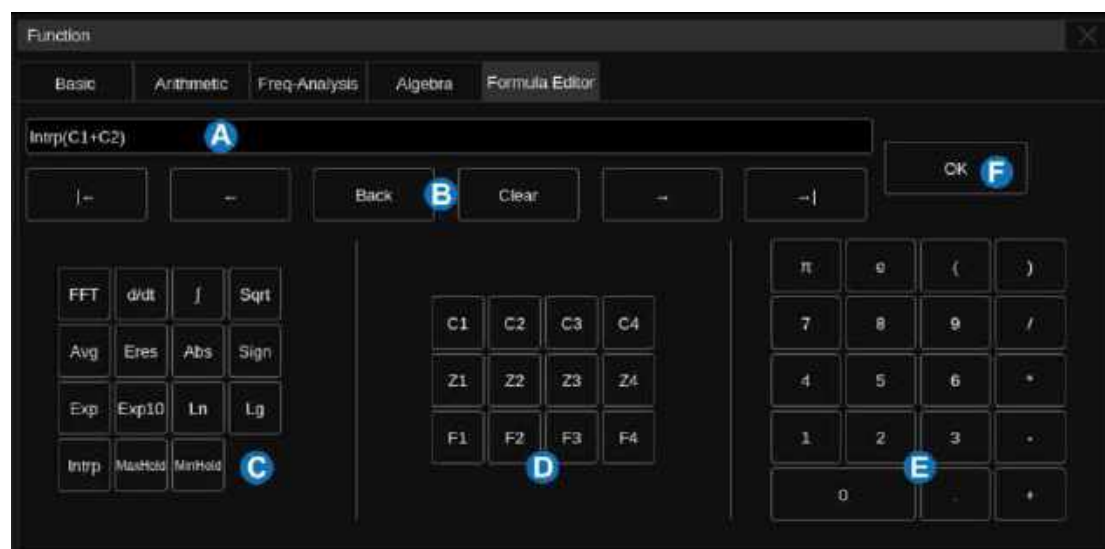 Function
Basic Arithmetic Freq-Analysis Algebra Formula Editor
Intrp(C1+C2) A
OK F
|← ← Back B Clear → →|
π e ( )
FFT d/dt ∫ Sqrt
C1 C2 C3 C4
7 8 9 /
Avg Eres Abs Sign
Z1 Z2 Z3 Z4
4 5 6 *
Exp Exp10 Ln Lg
F1 F2 F3 F4
1 2 3 -
Intrp MaxHold MinHold C
D
E
0 . +